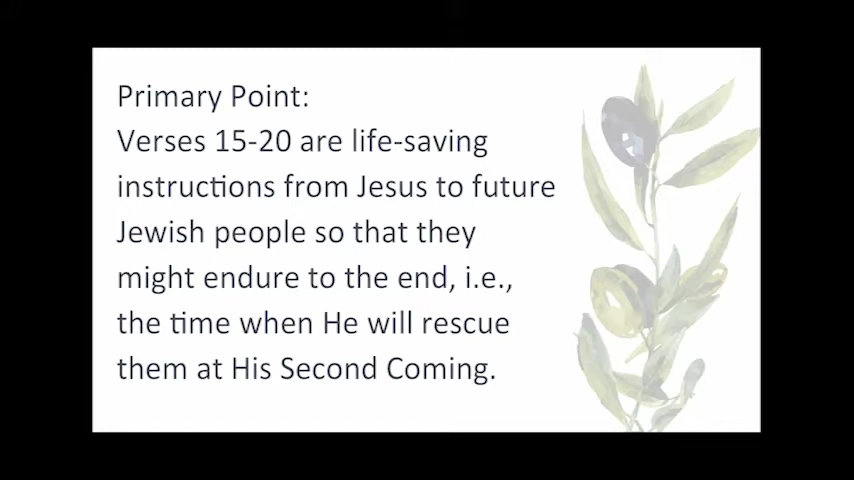 Primary Point:
Verses 15-20 are life-saving
instructions from Jesus to future
Jewish people so that they
might endure to the end, i.e.,
the time when He will rescue
them at His Second Coming.